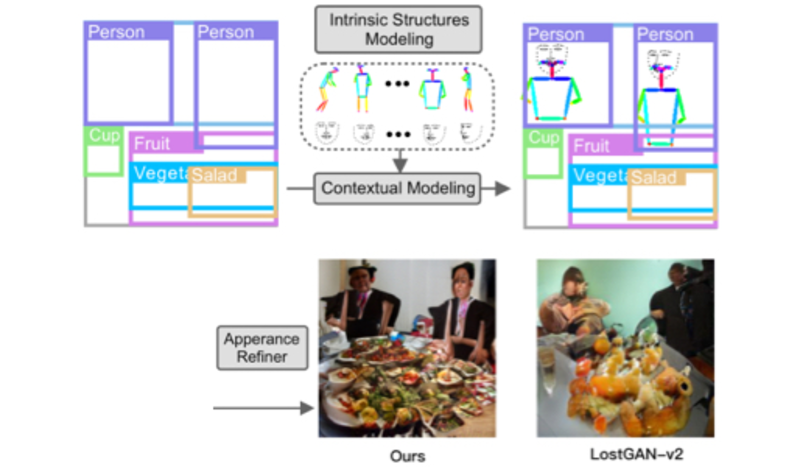 Person
Person
Cup
Fruit
Vegeta
Salad
Intrinsic Structures
Modeling
Contextual Modeling
Person
Person
Cup
Fruit
Vegeta
Salad
Apperance
Refiner
Ours
LostGAN-v2